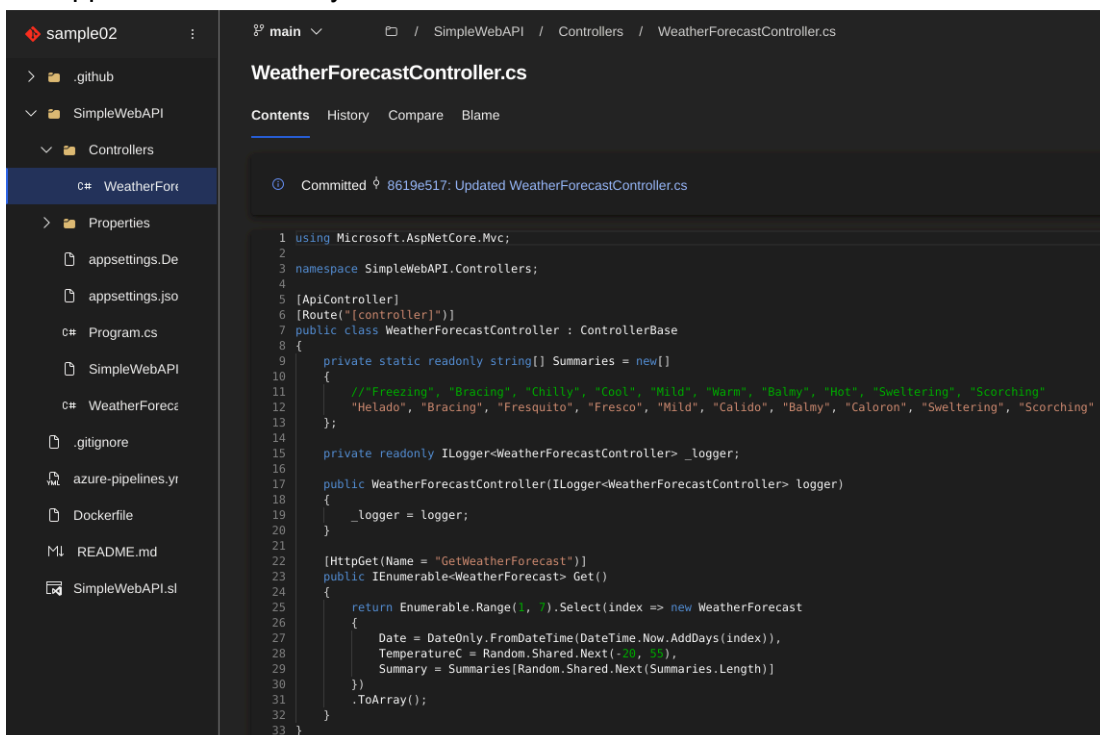 sample02
.github
SimpleWebAPI
Controllers
C# WeatherFore
Properties
appsettings.De
appsettings.jso
C# Program.cs
SimpleWebAPI
C# WeatherForeca
.gitignore
YML azure-pipelines.yr
Dockerfile
M↓ README.md
SimpleWebAPI.sl
main / SimpleWebAPI / Controllers / WeatherForecastController.cs
WeatherForecastController.cs
Contents History Compare Blame
Committed 8619e517: Updated WeatherForecastController.cs
1 using Microsoft.AspNetCore.Mvc;
2
3 namespace SimpleWebAPI.Controllers;
4
5 [ApiController]
6 [Route("[controller]")]
7 public class WeatherForecastController : ControllerBase
8 {
9 private static readonly string[] Summaries = new[]
10 {
11 //"Freezing", "Bracing", "Chilly", "Cool", "Mild", "Warm", "Balmy", "Hot", "Sweltering", "Scorching"
12 "Helado", "Bracing", "Fresquito", "Fresco", "Mild", "Calido", "Balmy", "Caloron", "Sweltering", "Scorching"
13 };
14
15 private readonly ILogger<WeatherForecastController> _logger;
16
17 public WeatherForecastController(ILogger<WeatherForecastController> logger)
18 {
19 _logger = logger;
20 }
21
22 [HttpGet(Name = "GetWeatherForecast")]
23 public IEnumerable<WeatherForecast> Get()
24 {
25 return Enumerable.Range(1, 7).Select(index => new WeatherForecast
26 {
27 Date = DateOnly.FromDateTime(DateTime.Now.AddDays(index)),
28 TemperatureC = Random.Shared.Next(-20, 55),
29 Summary = Summaries[Random.Shared.Next(Summaries.Length)]
30 })
31 .ToArray();
32 }
33 }